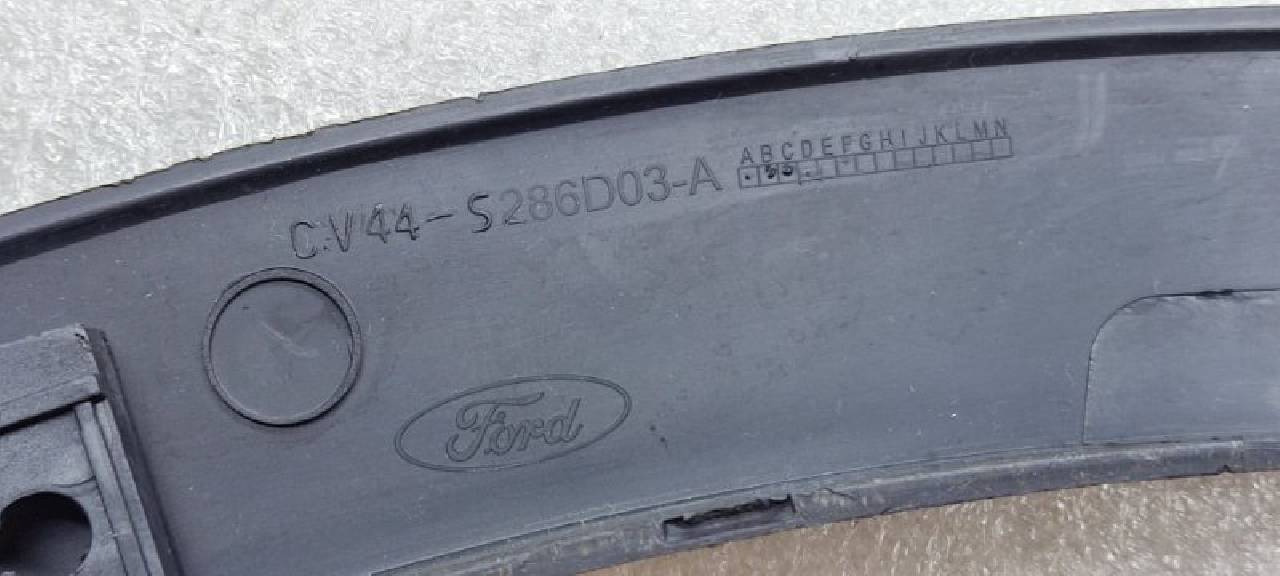 CV44-S286D03-A ABCDEFGHIJKLMN
Ford